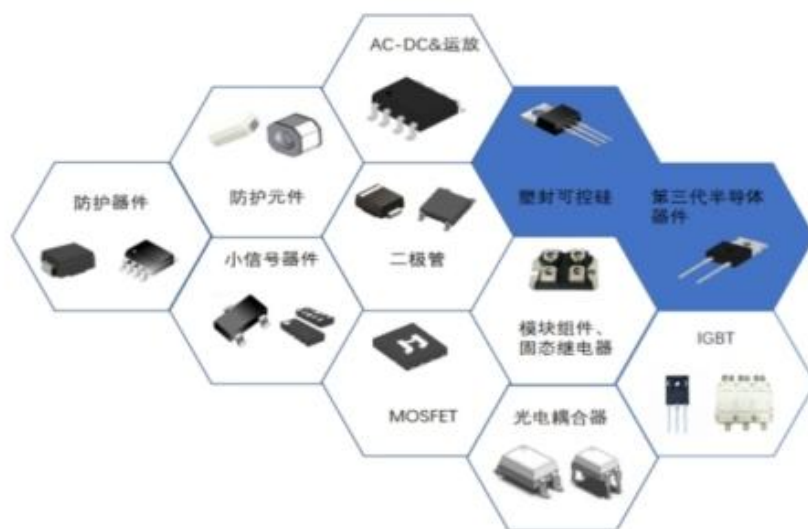 AC-DC&运放
防护元件
塑封可控硅
防护器件
二极管
第三代半导体
器件
小信号器件
模块组件、
固态继电器
IGBT
MOSFET
光电耦合器